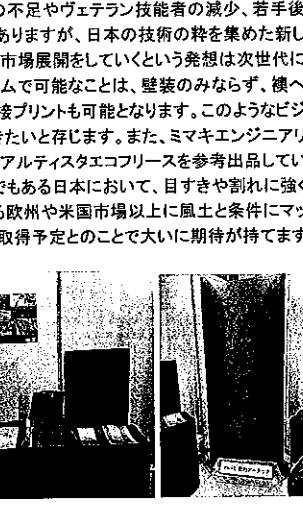 の不足やヴェテラン技能者の減少、若手後
ありますが、日本の技術の粋を集めた新し
市場展開をしていくという発想は次世代に
ムで可能なことは、壁装のみならず、襖へ
接プリントも可能となります。このようなビジ
きたいと存じます。また、ミマキエンジニアリ
アルティスタエコフリースを参考出品してい
でもある日本において、目すきや割れに強く
る欧州や米国市場以上に風土と条件にマッ
取得予定とのことで大いに期待が持てます